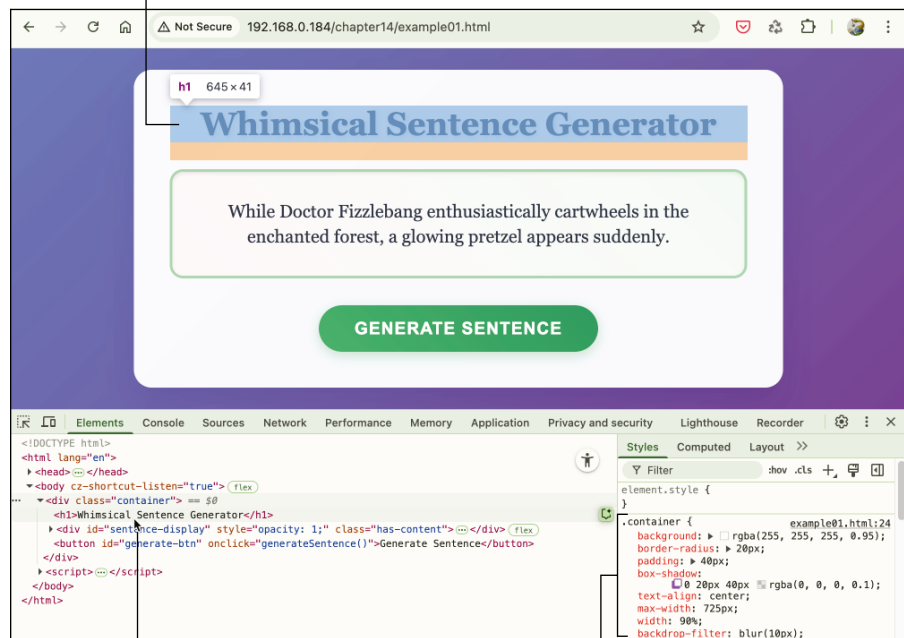 Not Secure 192.168.0.184/chapter14/example01.html
h1 645 × 41
Whimsical Sentence Generator
While Doctor Fizzlebang enthusiastically cartwheels in the
enchanted forest, a glowing pretzel appears suddenly.
GENERATE SENTENCE
Elements Console Sources Network Performance Memory Application Privacy and security Lighthouse Recorder
<!DOCTYPE html>
<html lang="en">
<head> ... </head>
<body cz-shortcut-listen="true"> flex
... <div class="container"> == $0
<h1>Whimsical Sentence Generator</h1>
<div id="sentence-display" style="opacity: 1;" class="has-content"> ... </div> flex
<button id="generate-btn" onclick="generateSentence()">Generate Sentence</button>
</div>
<script> ... </script>
</body>
</html>
Styles Computed Layout
Filter :hov .cls
element.style {
}
.container { example01.html:24
background: rgba(255, 255, 255, 0.95);
border-radius: 20px;
padding: 40px;
box-shadow:
0 20px 40px rgba(0, 0, 0, 0.1);
text-align: center;
max-width: 725px;
width: 90%;
backdrop-filter: blur(10px);